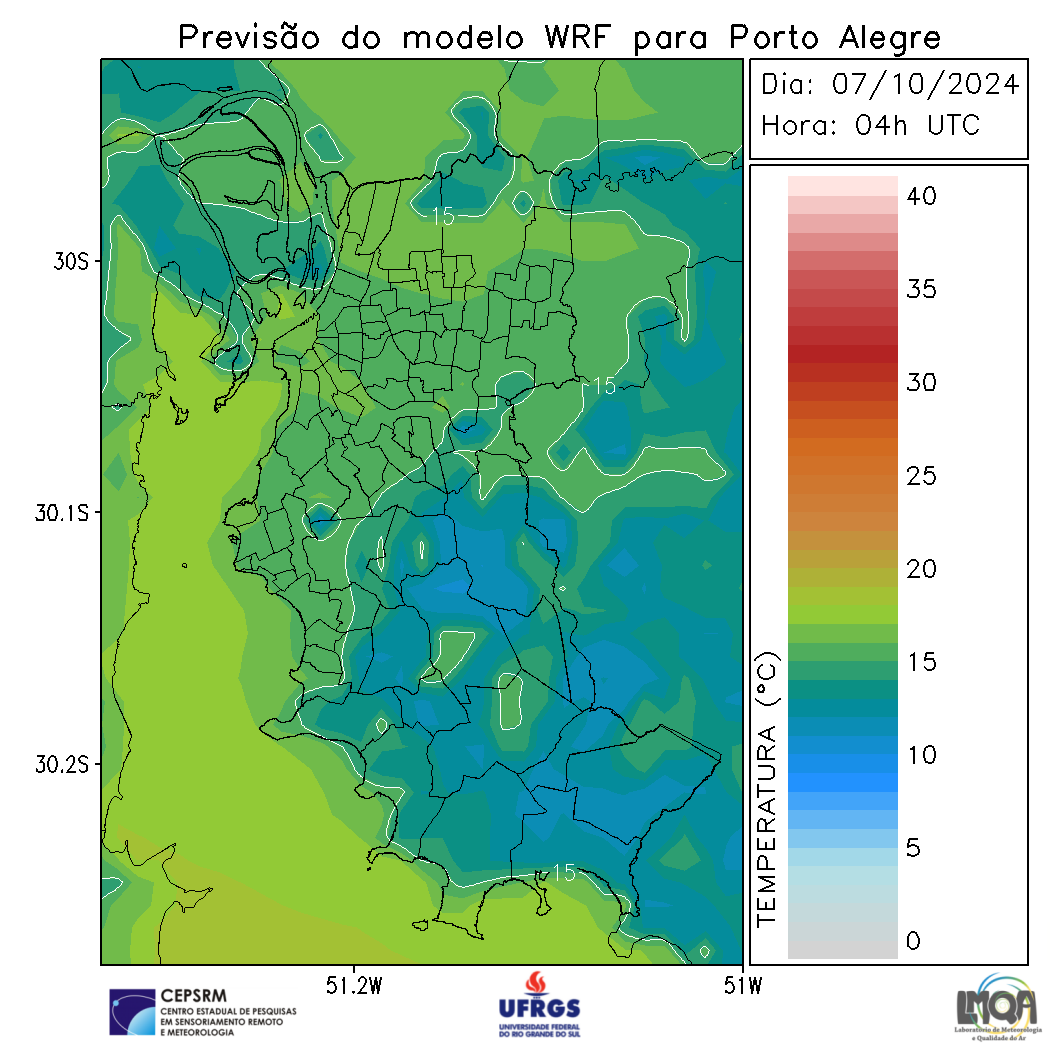 Previsão do modelo WRF para Porto Alegre
Dia: 07/10/2024
Hora: 04h UTC
30S
30.1S
30.2S
51.2W
51W
15
15
15
TEMPERATURA (°C)
40
35
30
25
20
15
10
5
0
CEPSRM
CENTRO ESTADUAL DE PESQUISAS
EM SENSORIAMENTO REMOTO
E METEOROLOGIA
UFRGS
UNIVERSIDADE FEDERAL
DO RIO GRANDE DO SUL
LMQA
Laboratório de Meteorologia
e Qualidade do Ar